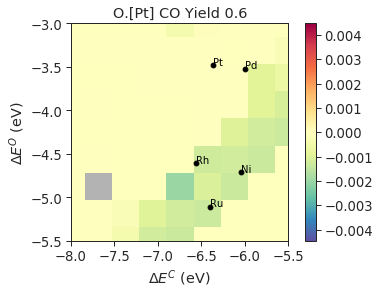 O.[Pt] CO Yield 0.6
ΔE^O (eV)
−3.0
−3.5
−4.0
−4.5
−5.0
−5.5
Pt
Pd
Rh
Ni
Ru
−8.0 −7.5 −7.0 −6.5 −6.0 −5.5
ΔE^C (eV)
0.004
0.003
0.002
0.001
0.000
−0.001
−0.002
−0.003
−0.004